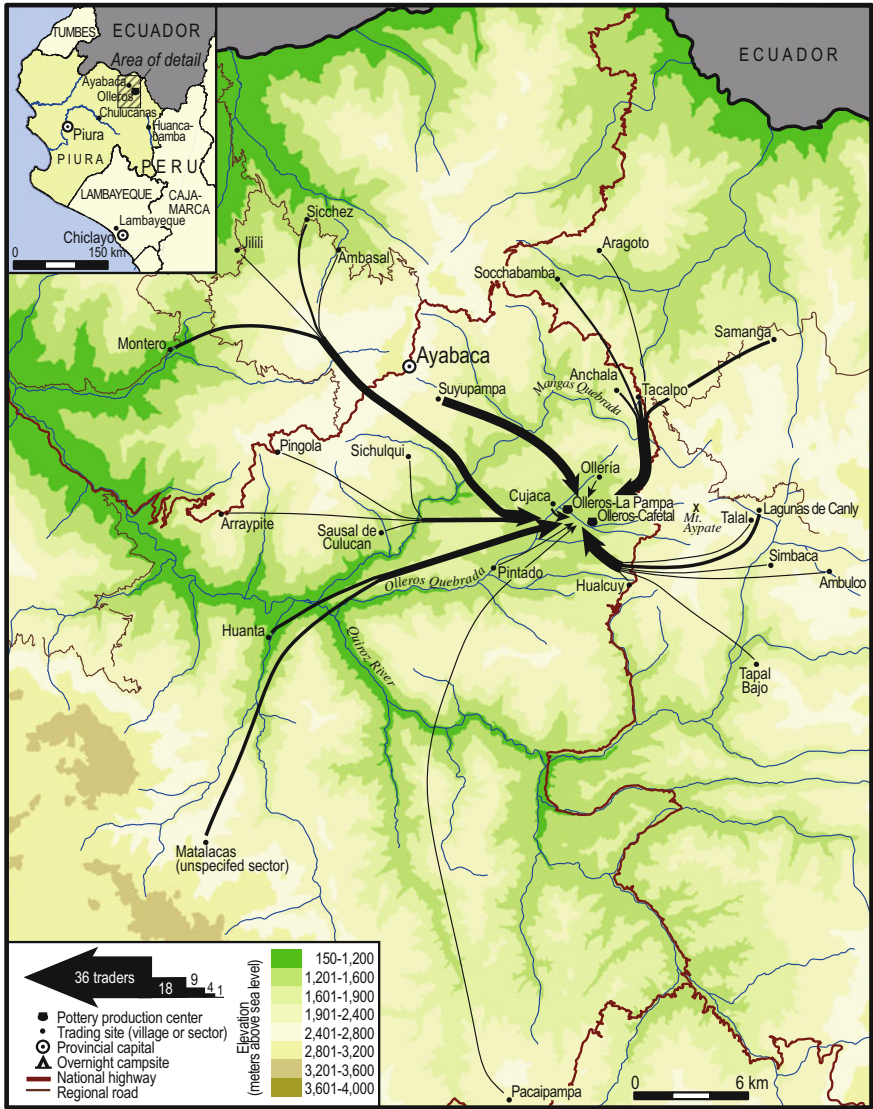 ECUADOR
TUMBES
Area of detail
Ayabaca
Olleros
Chulucanas
Huanca-
bamba
Piura
PIURA
PERU
LAMBAYEQUE
CAJA-
MARCA
Lambayeque
Chiclayo
0 150 km
ECUADOR
Sicchez
Jilili
Ambasal
Aragoto
Socchabamba
Samanga
Montero
Ayabaca
Suyupampa
Anchala
Tacalpo
Mangas Quebrada
Pingola
Sichulqui
Ollería
Cujaca
Olleros-La Pampa
Olleros-Cafetal
Lagunas de Canly
Talal
X
Mt.
Aypate
Arraypite
Sausal de
Culucan
Simbaca
Ambulco
Pintado
Hualcuy
Olleros Quebrada
Huanta
Quiroz River
Tapal
Bajo
Matalacas
(unspecifed sector)
Pacaipampa
36 traders
18
9
4
1
Pottery production center
Trading site (village or sector)
Provincial capital
Overnight campsite
National highway
Regional road
Elevation
(meters above sea level)
150-1,200
1,201-1,600
1,601-1,900
1,901-2,400
2,401-2,800
2,801-3,200
3,201-3,600
3,601-4,000
0 6 km